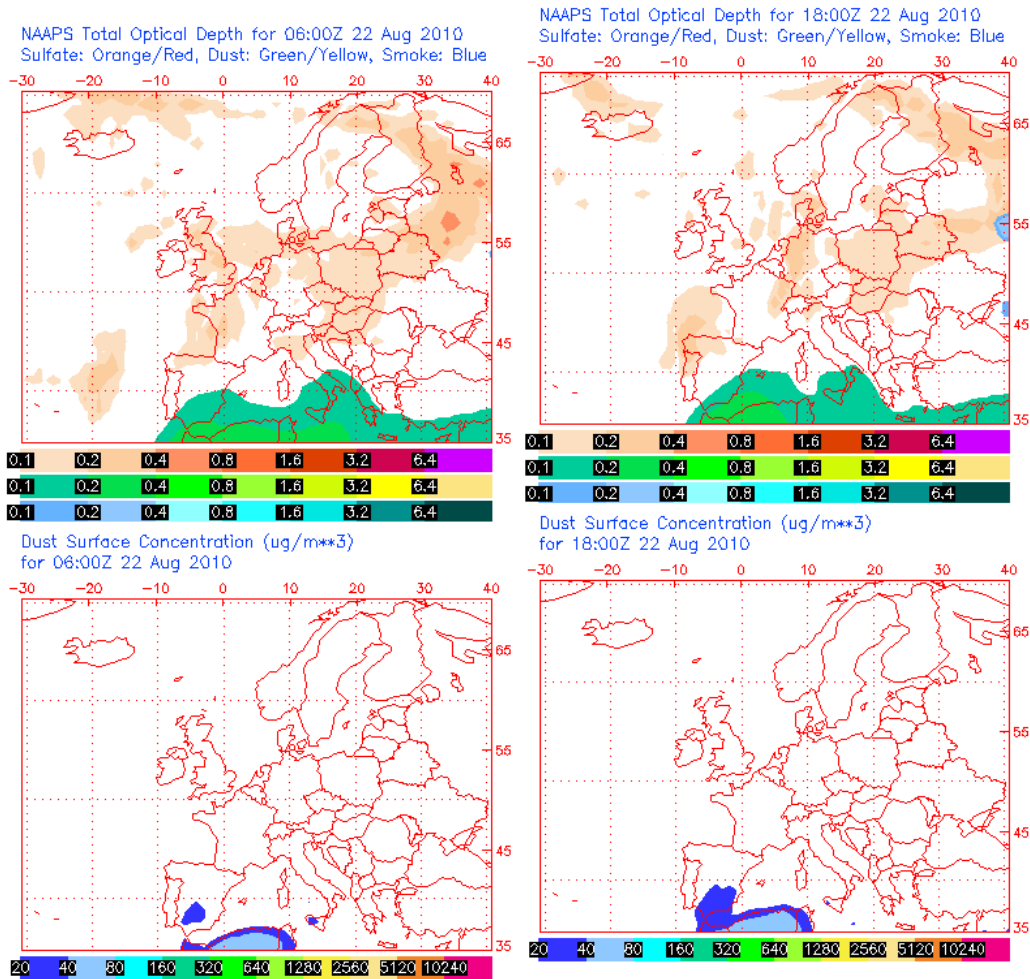 NAAPS Total Optical Depth for 06:00Z 22 Aug 2010
Sulfate: Orange/Red, Dust: Green/Yellow, Smoke: Blue
-30 -20 -10 0 10 20 30 40
65
55
45
35
0.1 0.2 0.4 0.8 1.6 3.2 6.4
0.1 0.2 0.4 0.8 1.6 3.2 6.4
0.1 0.2 0.4 0.8 1.6 3.2 6.4
NAAPS Total Optical Depth for 18:00Z 22 Aug 2010
Sulfate: Orange/Red, Dust: Green/Yellow, Smoke: Blue
-30 -20 -10 0 10 20 30 40
65
55
45
35
0.1 0.2 0.4 0.8 1.6 3.2 6.4
0.1 0.2 0.4 0.8 1.6 3.2 6.4
0.1 0.2 0.4 0.8 1.6 3.2 6.4
Dust Surface Concentration (ug/m**3)
for 06:00Z 22 Aug 2010
-30 -20 -10 0 10 20 30 40
65
55
45
35
20 40 80 160 320 640 1280 2560 5120 10240
Dust Surface Concentration (ug/m**3)
for 18:00Z 22 Aug 2010
-30 -20 -10 0 10 20 30 40
65
55
45
35
20 40 80 160 320 640 1280 2560 5120 10240